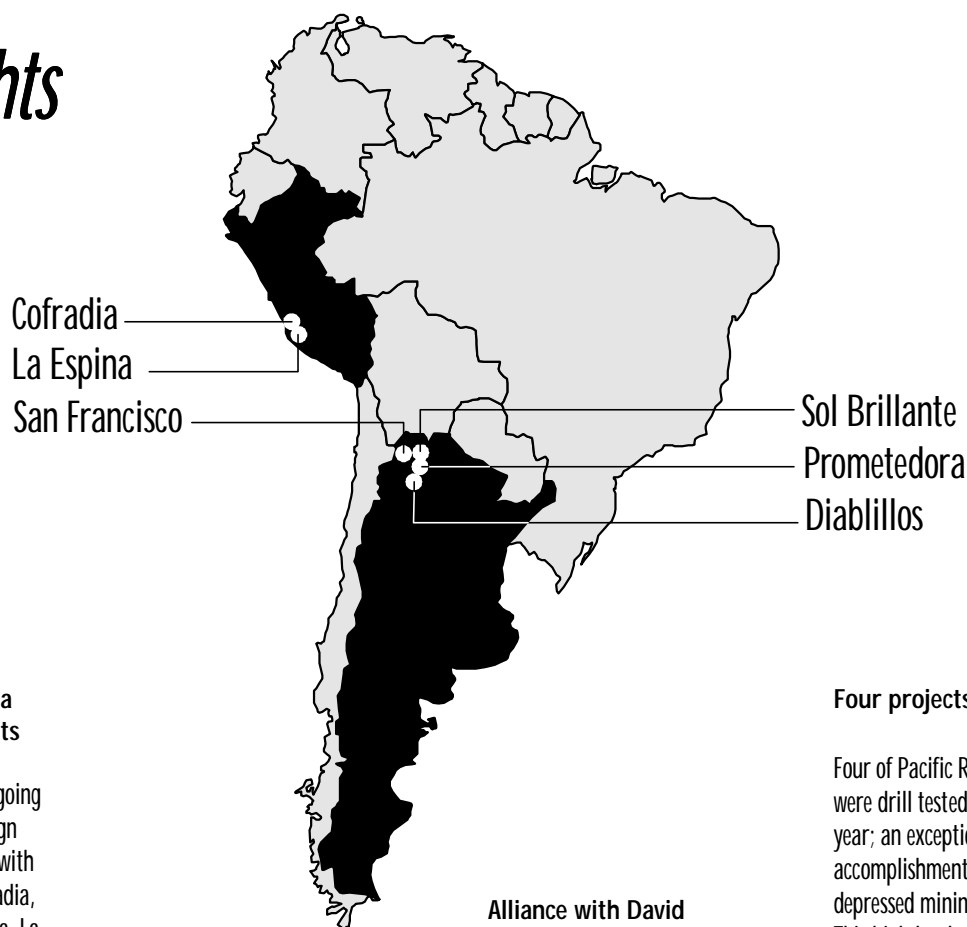 hts
Cofradia
La Espina
San Francisco
Sol Brillante
Prometedora
Diablillos
a
ts
going
gn
with
adia,
Alliance with David
Four projects
Four of Pacific R
were drill tested
year; an exceptio
accomplishment
depressed minin